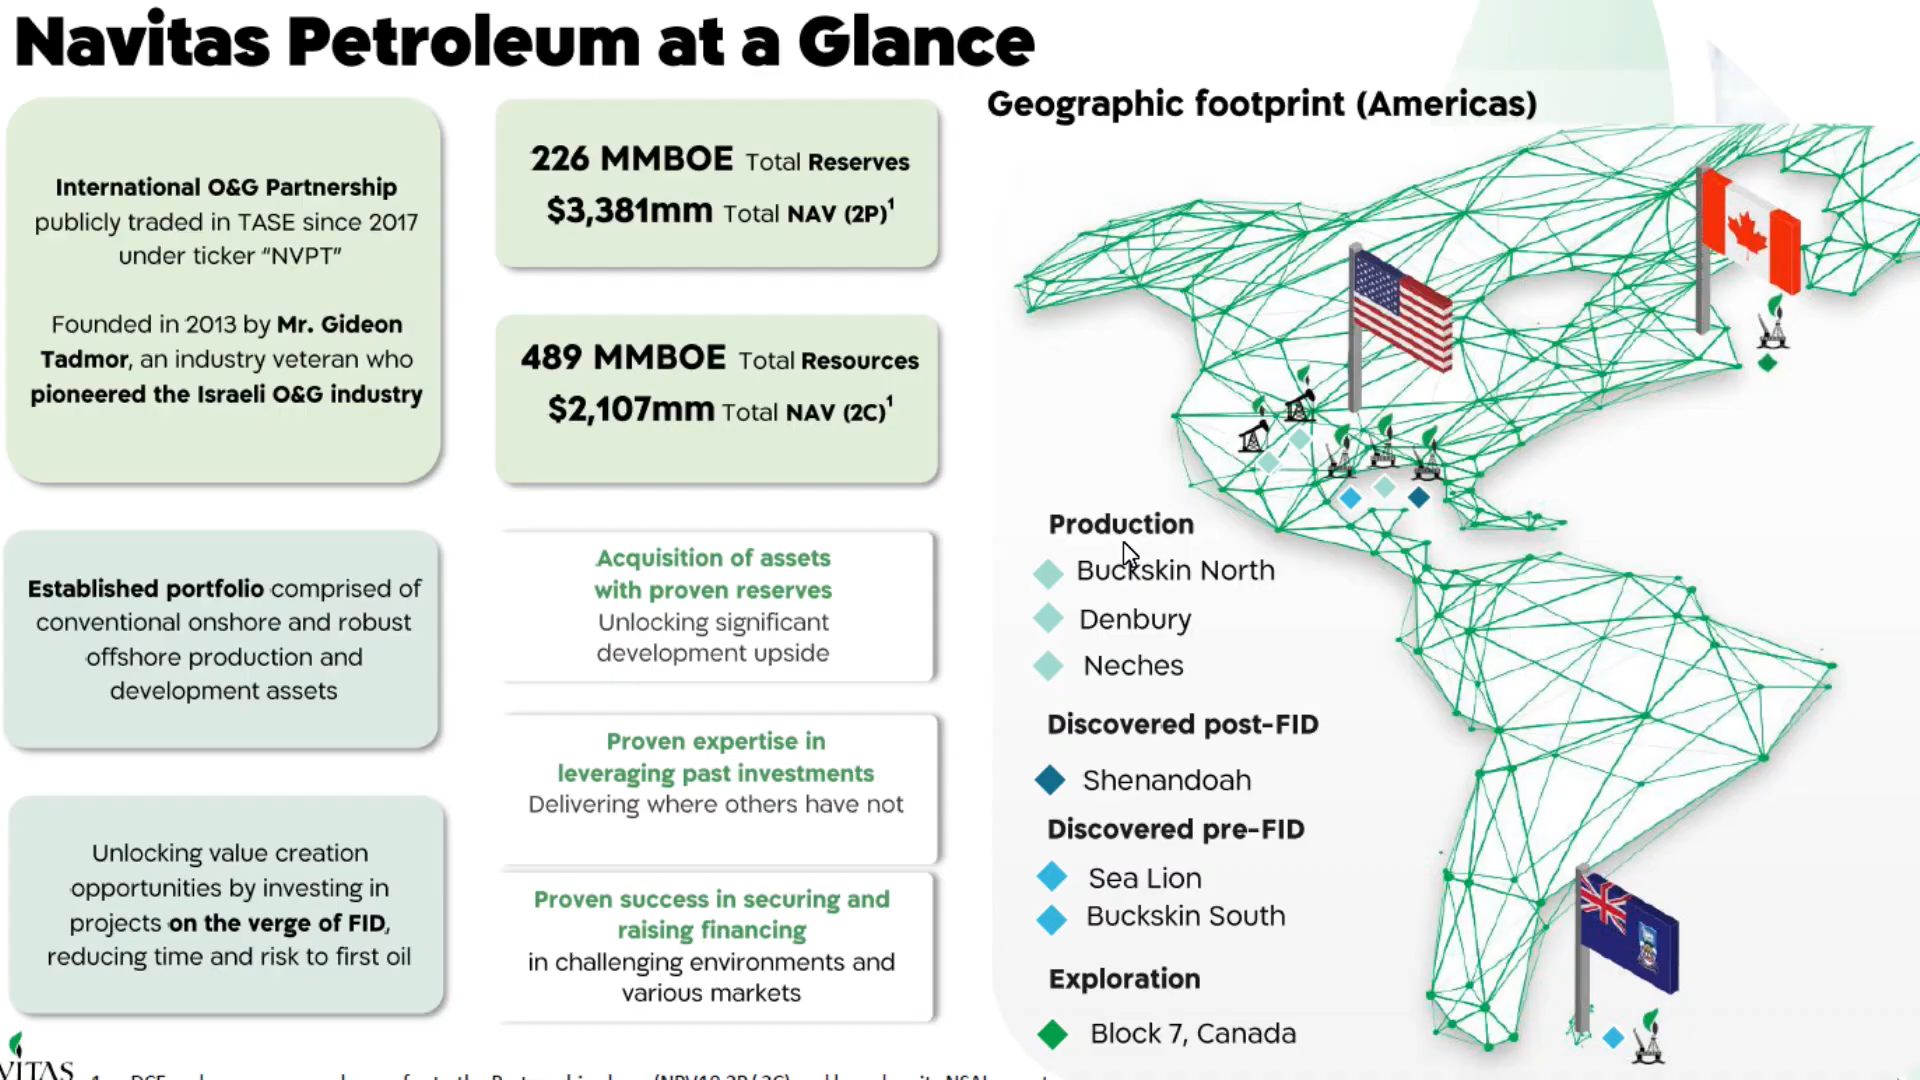 Navitas Petroleum at a Glance
International O&G Partnership
publicly traded in TASE since 2017
under ticker “NVPT”
Founded in 2013 by Mr. Gideon
Tadmor, an industry veteran who
pioneered the Israeli O&G industry
Established portfolio comprised of
conventional onshore and robust
offshore production and
development assets
Unlocking value creation
opportunities by investing in
projects on the verge of FID,
reducing time and risk to first oil
226 MMBOE Total Reserves
$3,381mm Total NAV (2P)¹
489 MMBOE Total Resources
$2,107mm Total NAV (2C)¹
Acquisition of assets
with proven reserves
Unlocking significant
development upside
Proven expertise in
leveraging past investments
Delivering where others have not
Proven success in securing and
raising financing
in challenging environments and
various markets
Geographic footprint (Americas)
Production
Buckskin North
Denbury
Neches
Discovered post-FID
Shenandoah
Discovered pre-FID
Sea Lion
Buckskin South
Exploration
Block 7, Canada
VITAS